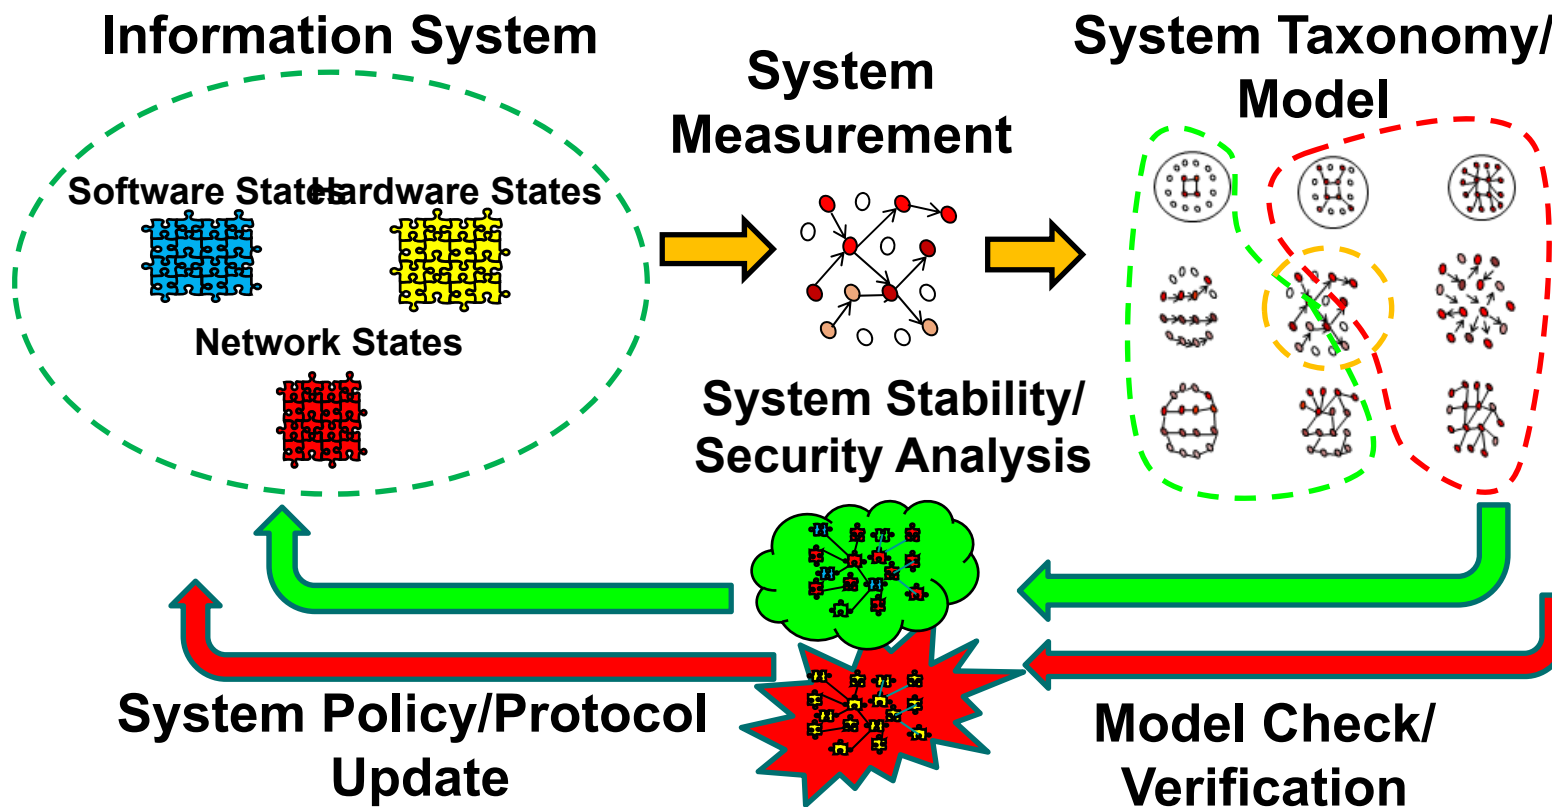 Information System
System
Measurement
System Taxonomy/
Model
Software States
Hardware States
Network States
System Stability/
Security Analysis
System Policy/Protocol
Update
Model Check/
Verification